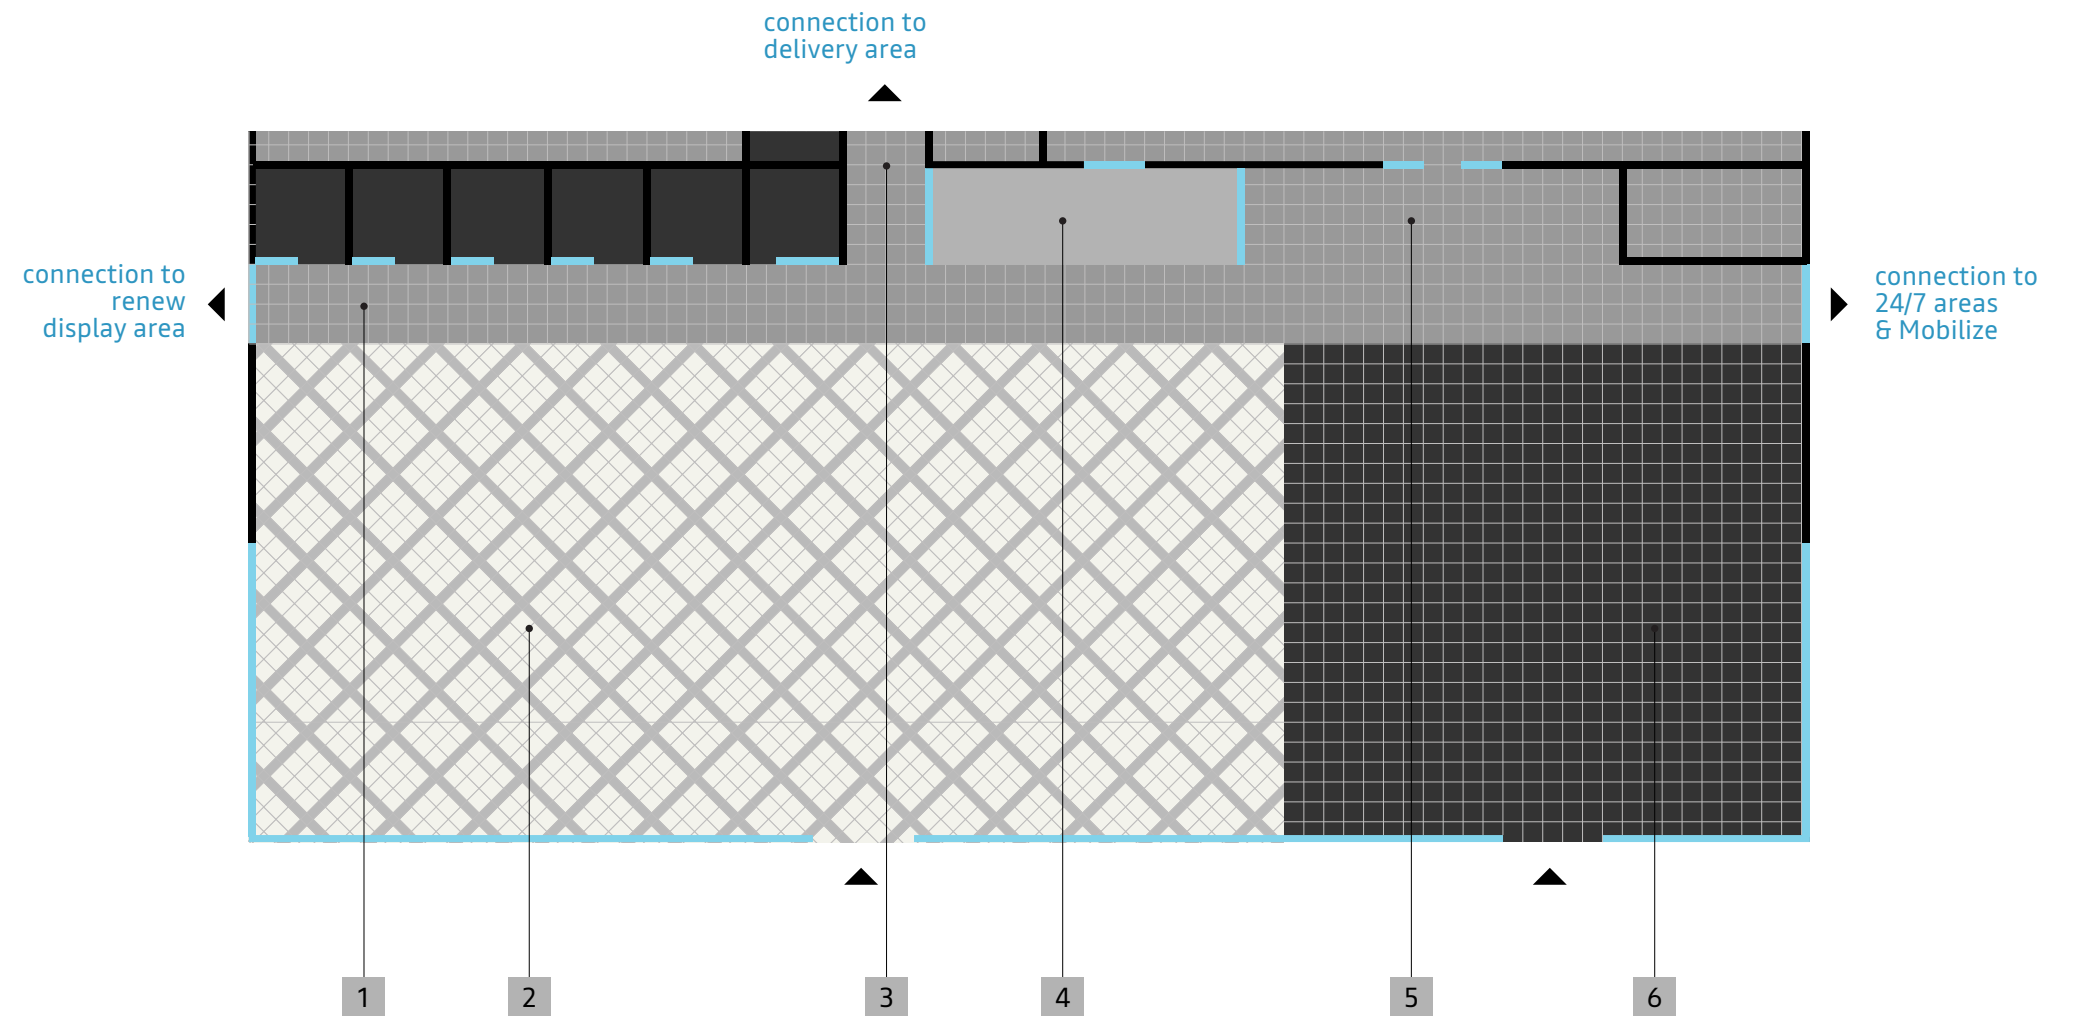 connection to
delivery area
connection to
renew
display area
connection to
24/7 areas
& Mobilize
1
2
3
4
5
6